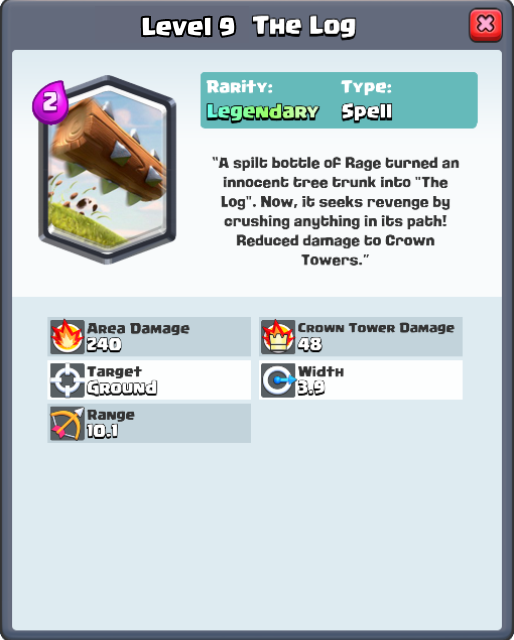 Level 9 The Log
2
Rarity: Type:
Legendary Spell
"A spilt bottle of Rage turned an
innocent tree trunk into "The
Log". Now, it seeks revenge by
crushing anything in its path!
Reduced damage to Crown
Towers."
Area Damage
240
Crown Tower Damage
48
Target
Ground
Width
3.9
Range
10.1